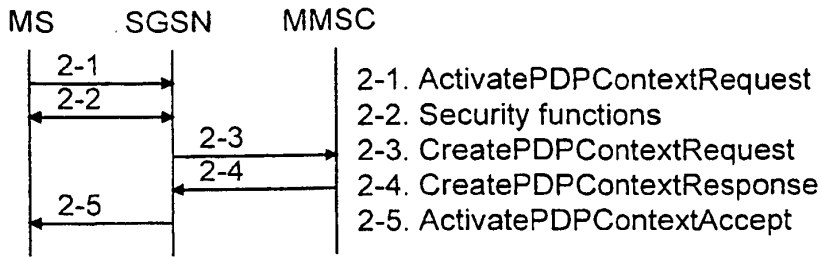 MS SGSN MMSC
2-1
2-2
2-3
2-4
2-5
2-1. ActivatePDPContextRequest
2-2. Security functions
2-3. CreatePDPContextRequest
2-4. CreatePDPContextResponse
2-5. ActivatePDPContextAccept